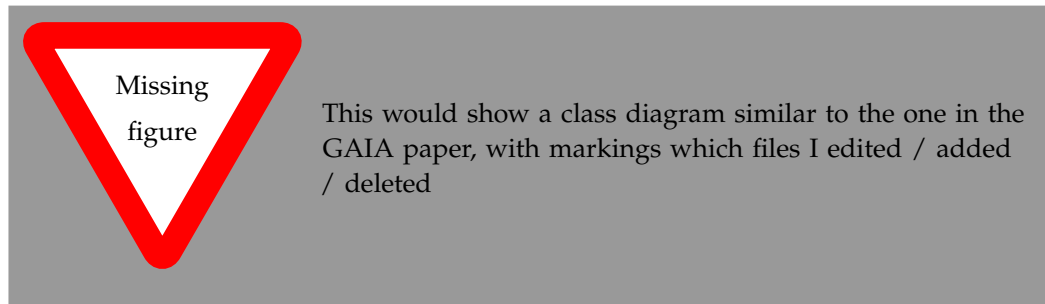 Missing
figure
This would show a class diagram similar to the one in the
GAIA paper, with markings which files I edited / added
/ deleted